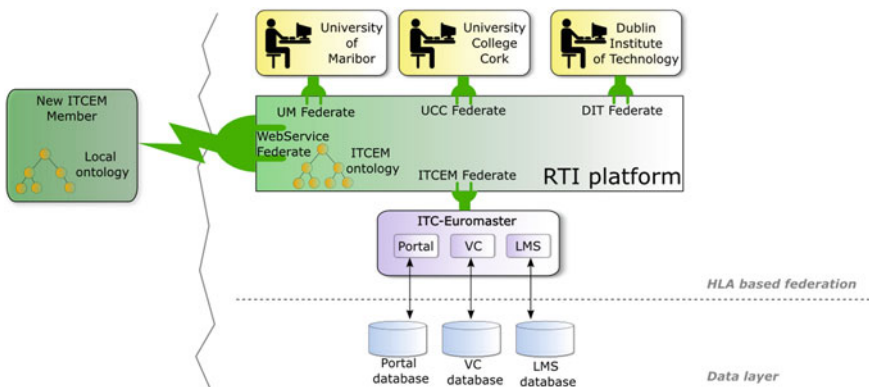 University
of
Maribor
University
College
Cork
Dublin
Institute
of Technology
New ITCEM
Member
Local
ontology
UM Federate
UCC Federate
DIT Federate
WebService
Federate
ITCEM
ontology
ITCEM Federate
RTI platform
ITC-Euromaster
Portal
VC
LMS
HLA based federation
Portal
database
VC
database
LMS
database
Data layer